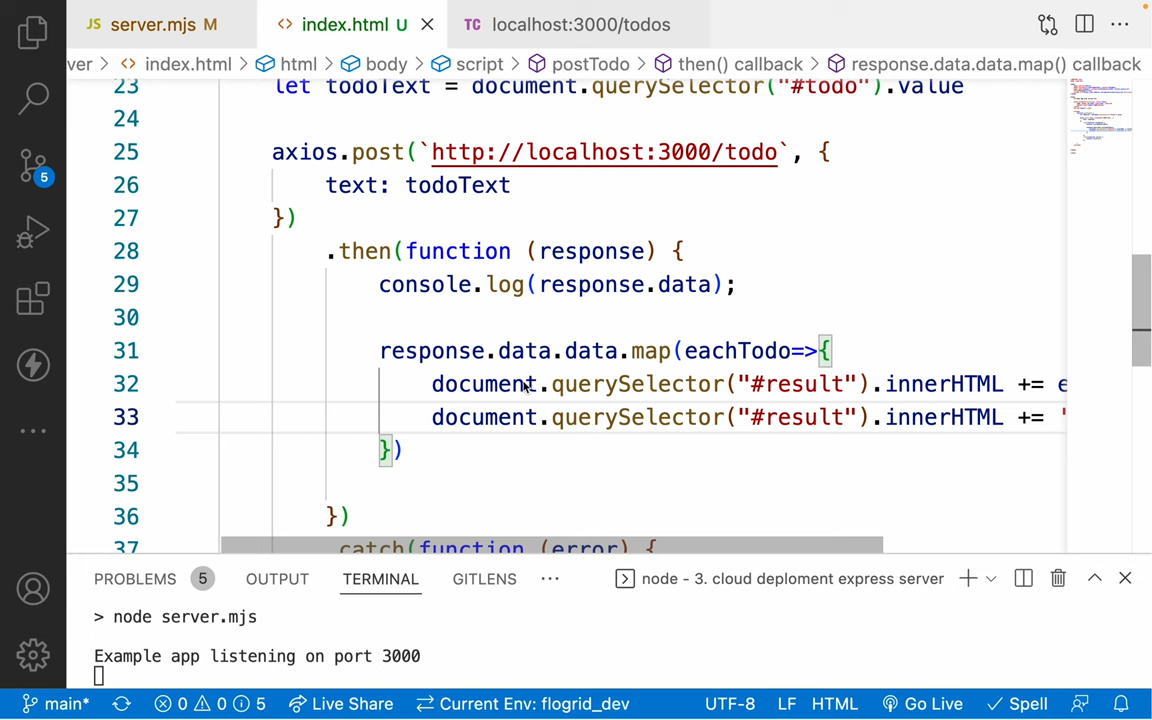 JS server.mjs M <> index.html U TC localhost:3000/todos
ver > <> index.html > html > body > script > postTodo > then() callback > response.data.data.map() callback
23 let todoText = document.querySelector("#todo").value
24
25 axios.post(`http://localhost:3000/todo`, {
26 text: todoText
27 })
28 .then(function (response) {
29 console.log(response.data);
30
31 response.data.data.map(eachTodo=>{
32 document.querySelector("#result").innerHTML += e
33 document.querySelector("#result").innerHTML += '
34 })
35
36 })
37 catch(function (error) {
PROBLEMS 5 OUTPUT TERMINAL GITLENS ··· node - 3. cloud deploment express server
> node server.mjs
Example app listening on port 3000
5
main* 0 0 5 Live Share Current Env: flogrid_dev UTF-8 LF HTML Go Live Spell